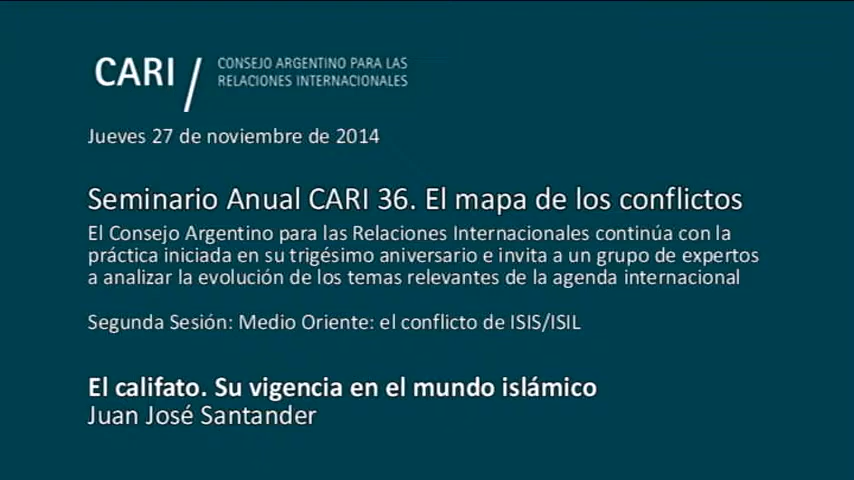 CARI /
CONSEJO ARGENTINO PARA LAS
RELACIONES INTERNACIONALES
Jueves 27 de noviembre de 2014
Seminario Anual CARI 36. El mapa de los conflictos
El Consejo Argentino para las Relaciones Internacionales continúa con la
práctica iniciada en su trigésimo aniversario e invita a un grupo de expertos
a analizar la evolución de los temas relevantes de la agenda internacional
Segunda Sesión: Medio Oriente: el conflicto de ISIS/ISIL
El califato. Su vigencia en el mundo islámico
Juan José Santander